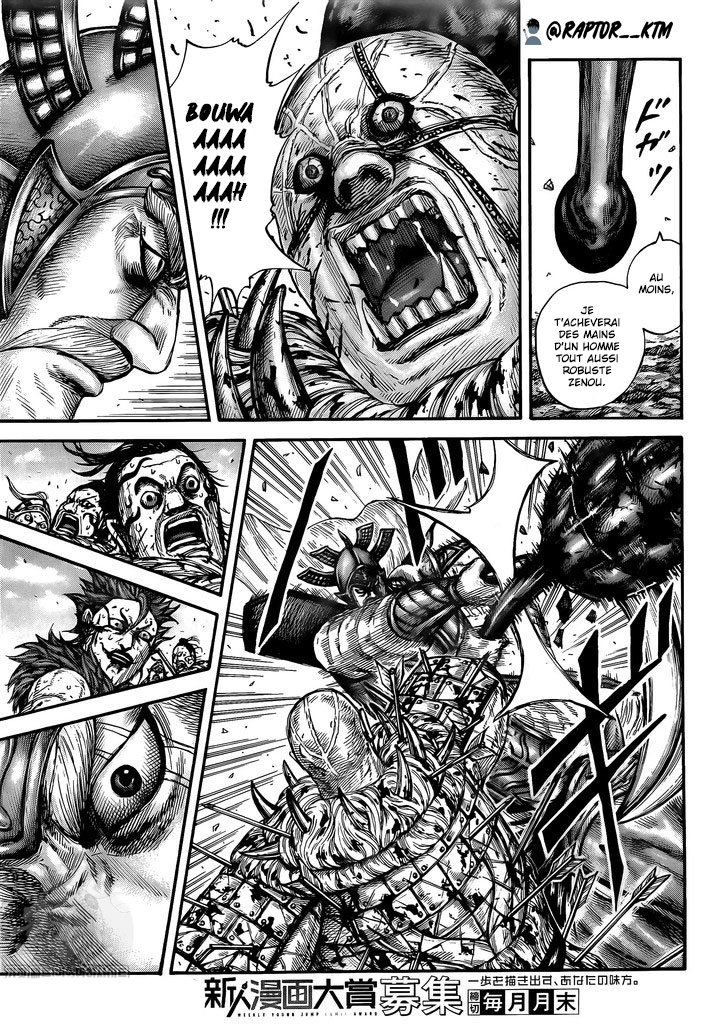 @RAPTOR__KTM
ドガッ
AU
MOINS,
JE
T'ACHEVERAI
DES MAINS
D'UN HOMME
TOUT AUSSI
ROBUSTE
ZENOU.
BOUWA
AAAA
AAAA
AAAH
!!!
新人漫画大賞募集
一歩を描き出す、あなたの味方。
締切 毎月月末